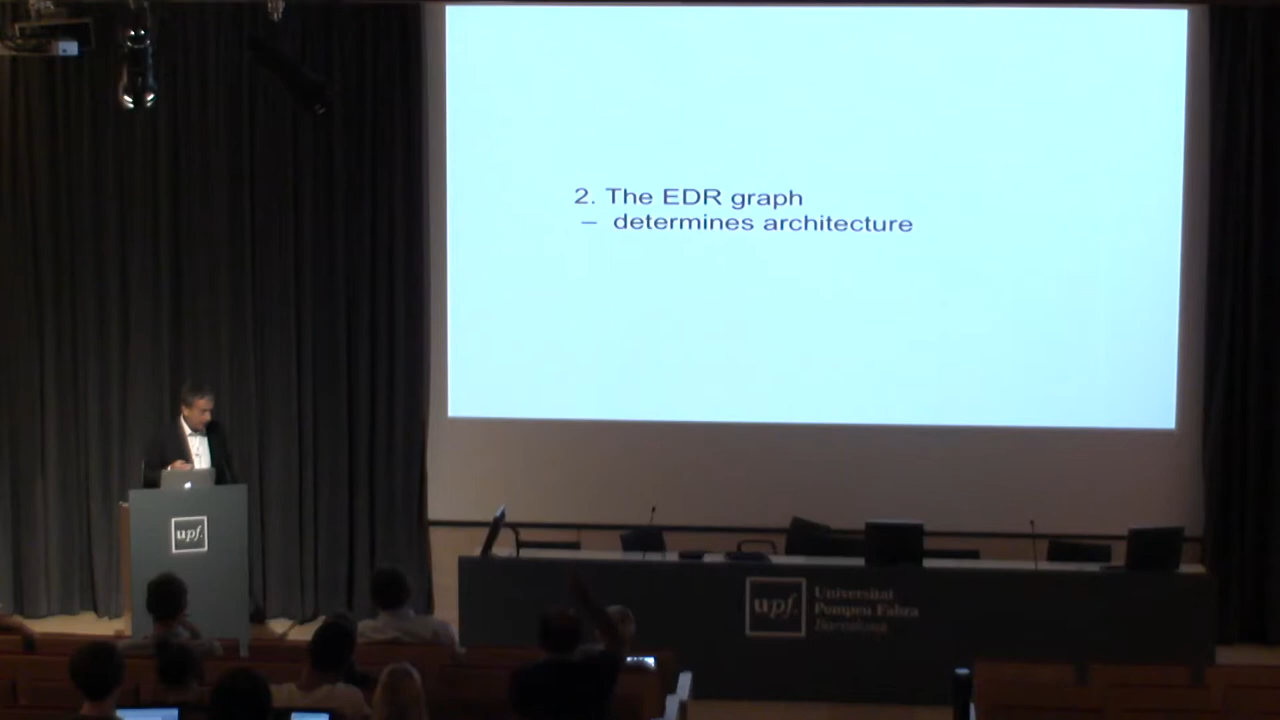 2. The EDR graph
– determines architecture
upf.
upf.
Universitat
Pompeu Fabra
Barcelona